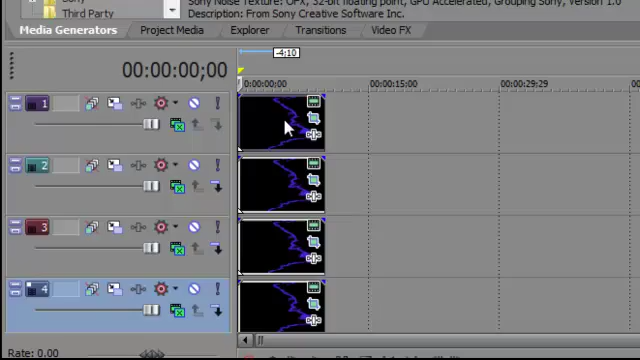 Sony
Sony Noise Texture: OFX, 32-bit floating point, GPU Accelerated, Grouping Sony, Version 1.0
Third Party
Description: From Sony Creative Software Inc.
Media Generators
Project Media
Explorer
Transitions
Video FX
-4;10
00:00:00;00
0:00:00;00
00:00:15;00
00:00:29;29
00
1
2
3
4
Rate: 0.00